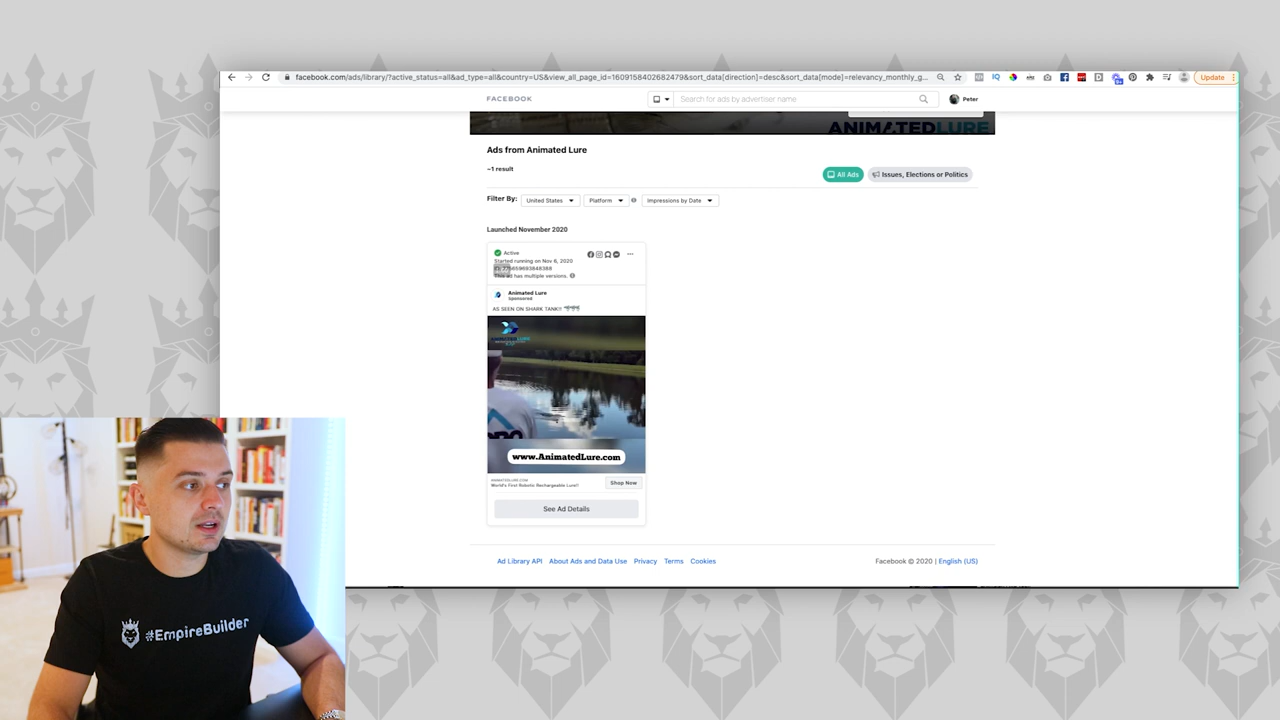 facebook.com/ads/library/?active_status=all&ad_type=all&country=US&view_all_page_id=1609158402682479&sort_data[direction]=desc&sort_data[mode]=relevancy_monthly_g...
Update
FACEBOOK
Search for ads by advertiser name
Peter
ANIMATEDLURE
Ads from Animated Lure
~1 result
All Ads
Issues, Elections or Politics
Filter By:
United States
Platform
Impressions by Date
Launched November 2020
Active
Started running on Nov 6, 2020
This ad has multiple versions.
Animated Lure
Sponsored
AS SEEN ON SHARK TANK!!
ANIMATEDLURE
www.AnimatedLure.com
ANIMATEDLURE.COM
World's First Robotic Rechargeable Lure!!
Shop Now
See Ad Details
Ad Library API
About Ads and Data Use
Privacy
Terms
Cookies
Facebook © 2020 | English (US)
#EmpireBuilder